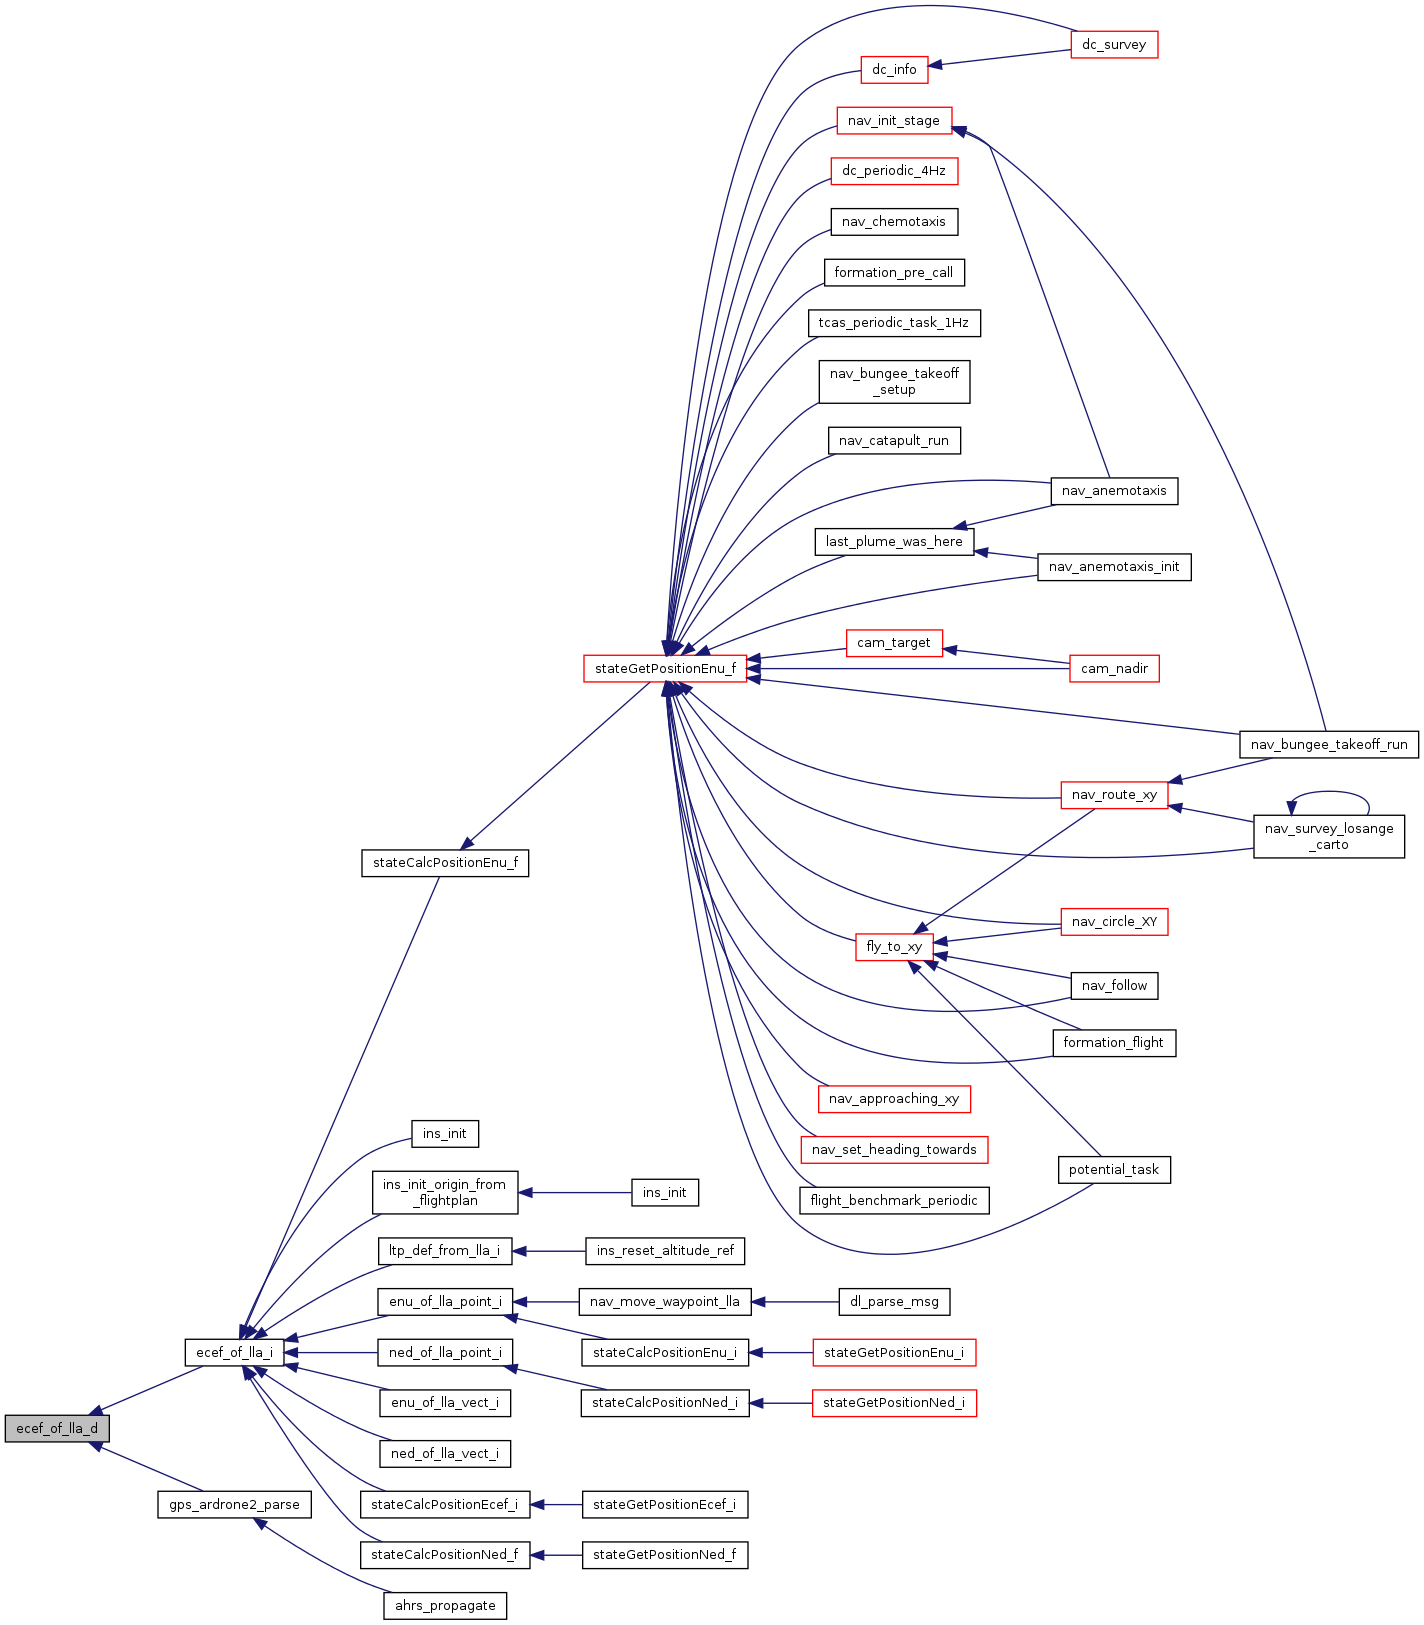 dc_survey
dc_info
nav_init_stage
dc_periodic_4Hz
nav_chemotaxis
formation_pre_call
tcas_periodic_task_1Hz
nav_bungee_takeoff
_setup
nav_catapult_run
nav_anemotaxis
last_plume_was_here
nav_anemotaxis_init
cam_target
stateGetPositionEnu_f
cam_nadir
nav_bungee_takeoff_run
nav_route_xy
nav_survey_losange
_carto
stateCalcPositionEnu_f
nav_circle_XY
fly_to_xy
nav_follow
formation_flight
nav_approaching_xy
ins_init
nav_set_heading_towards
potential_task
ins_init_origin_from
_flightplan
ins_init
flight_benchmark_periodic
ltp_def_from_lla_i
ins_reset_altitude_ref
enu_of_lla_point_i
nav_move_waypoint_lla
dl_parse_msg
ecef_of_lla_i
ned_of_lla_point_i
stateCalcPositionEnu_i
stateGetPositionEnu_i
enu_of_lla_vect_i
stateCalcPositionNed_i
stateGetPositionNed_i
ecef_of_lla_d
ned_of_lla_vect_i
gps_ardrone2_parse
stateCalcPositionEcef_i
stateGetPositionEcef_i
stateCalcPositionNed_f
stateGetPositionNed_f
ahrs_propagate